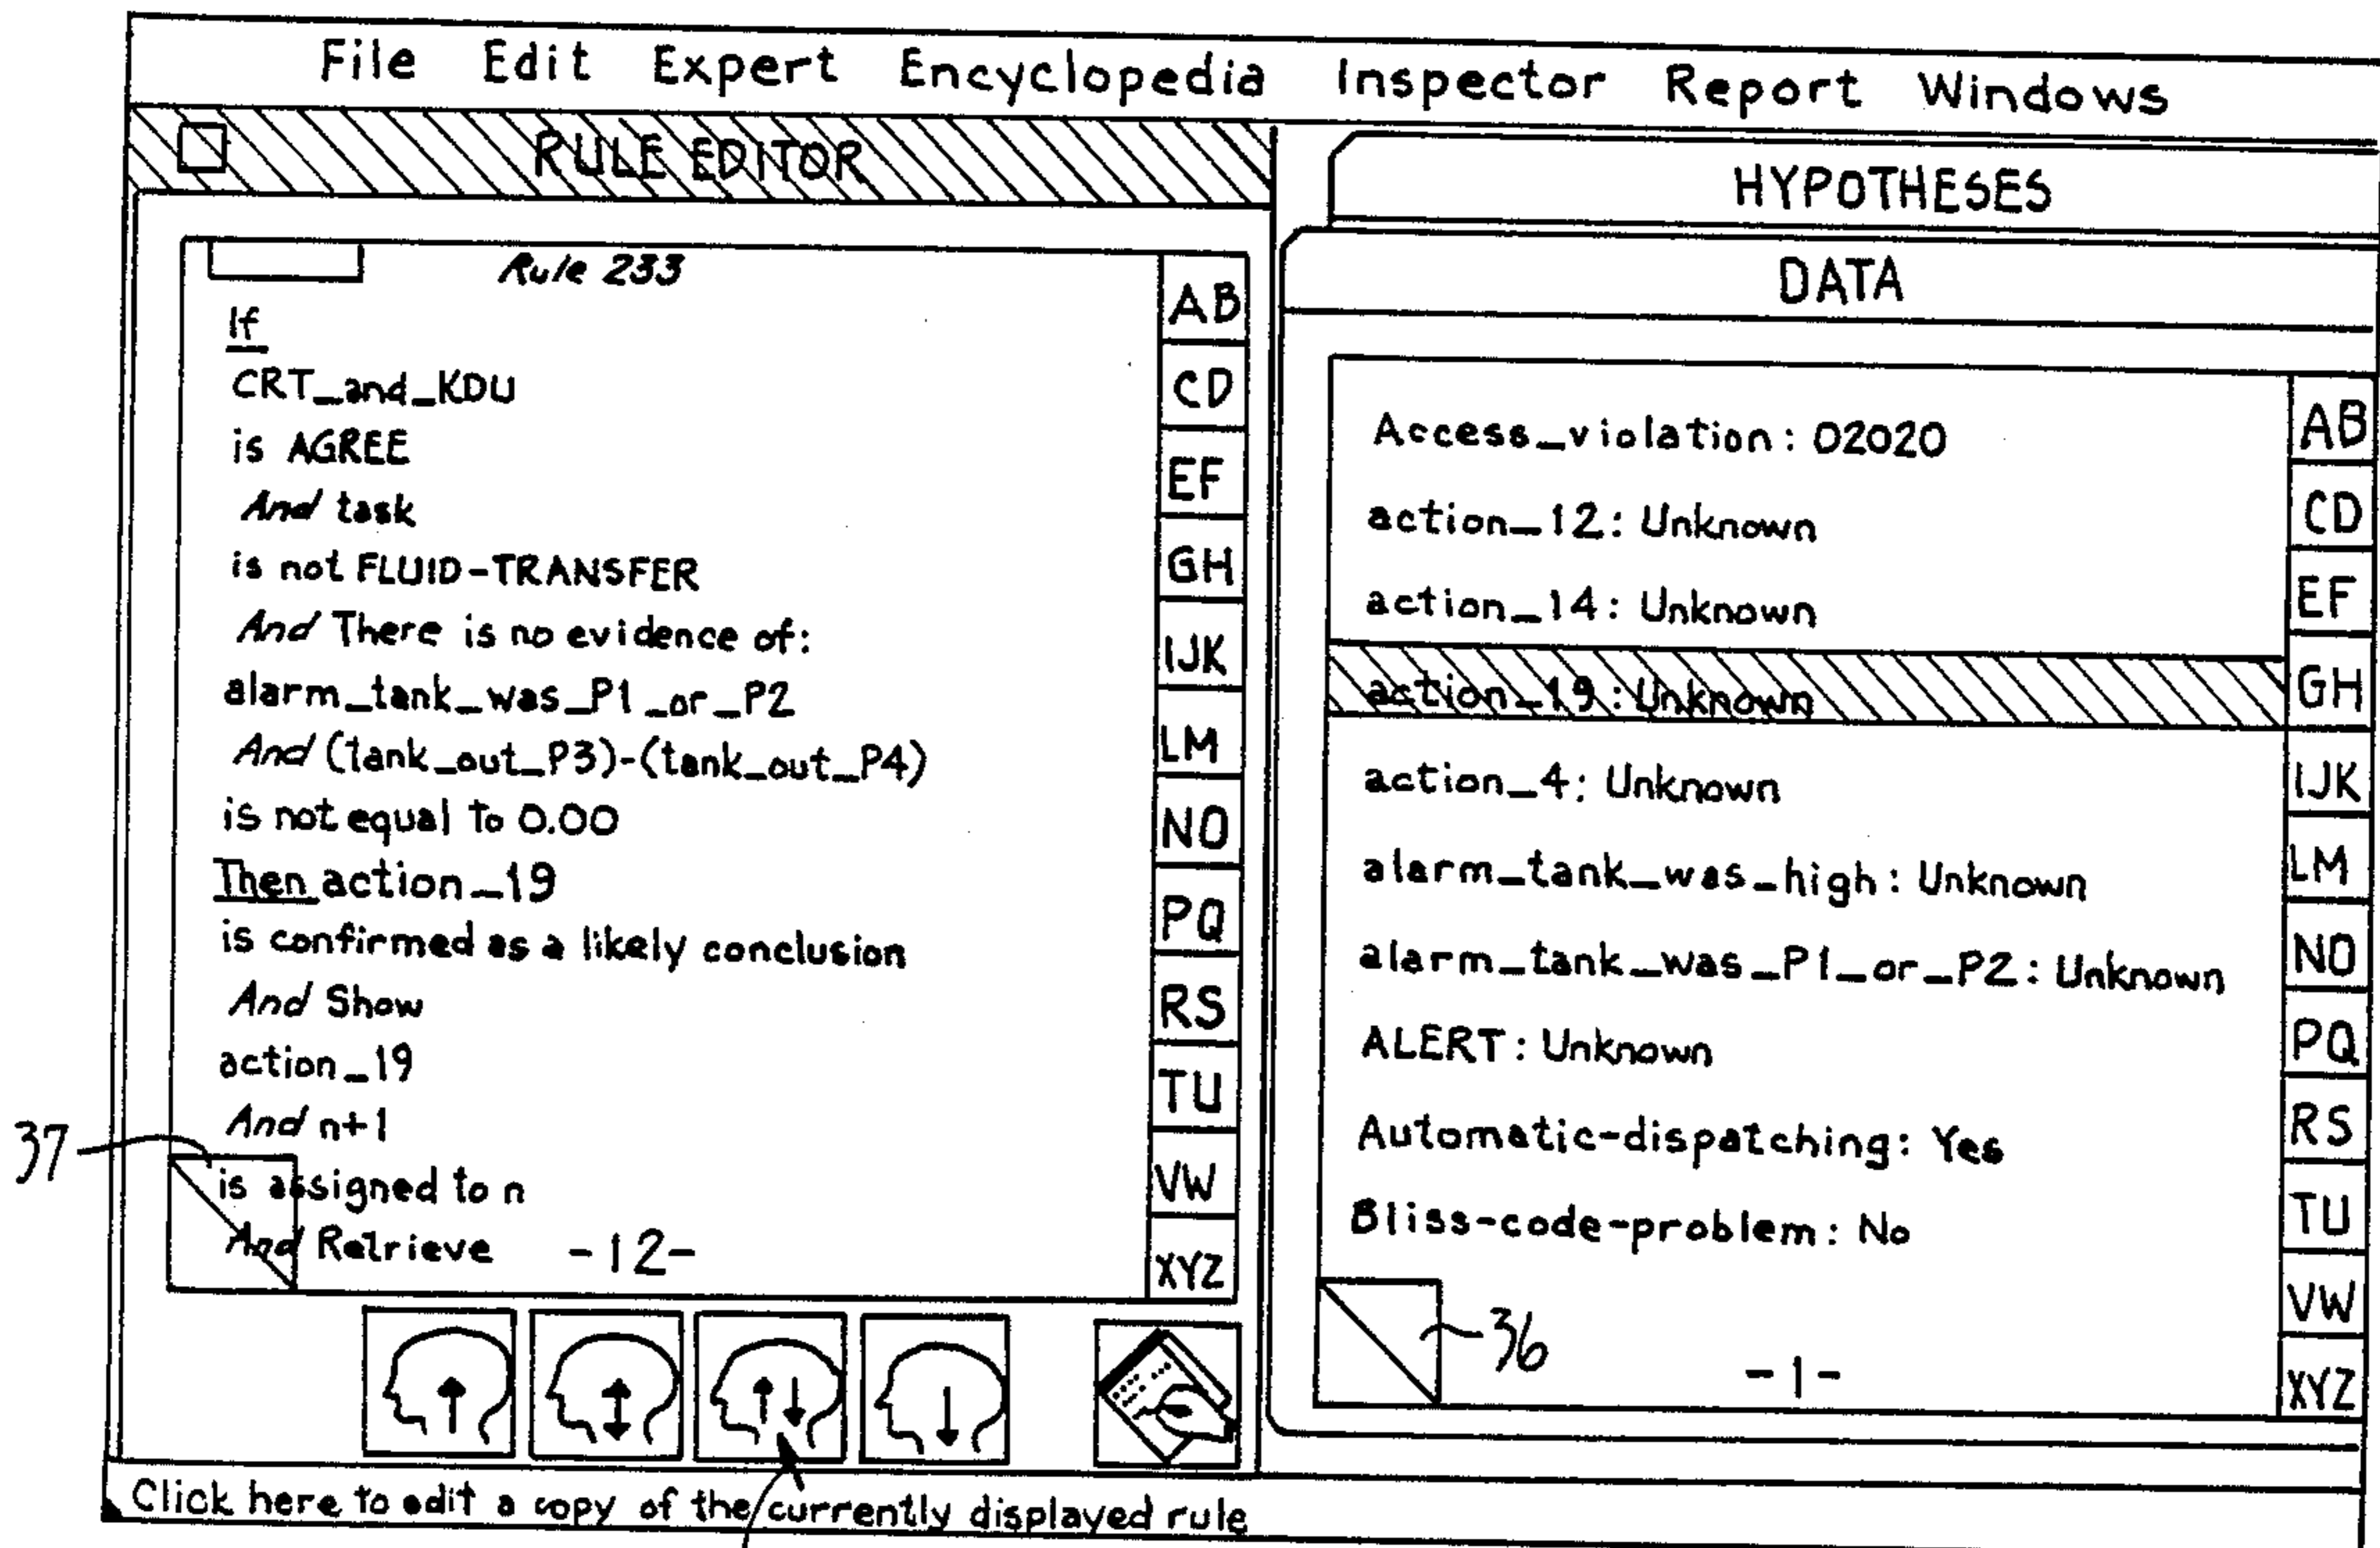 File Edit Expert Encyclopedia Inspector Report Windows
RULE EDITOR
Rule 233
If
CRT_and_KDU
is AGREE
And task
is not FLUID-TRANSFER
And There is no evidence of:
alarm_tank_was_P1_or_P2
And (tank_out_P3)-(tank_out_P4)
is not equal to 0.00
Then action_19
is confirmed as a likely conclusion
And Show
action_19
And n+1
is assigned to n
And Retrieve
-12-
AB
CD
EF
GH
IJK
LM
NO
PQ
RS
TU
VW
XYZ
37
HYPOTHESES
DATA
Access_violation: 02020
action_12: Unknown
action_14: Unknown
action_19: Unknown
action_4: Unknown
alarm_tank_was_high: Unknown
alarm_tank_was_P1_or_P2: Unknown
ALERT: Unknown
Automatic-dispatching: Yes
Bliss-code-problem: No
36
-1-
AB
CD
EF
GH
IJK
LM
NO
PQ
RS
TU
VW
XYZ
Click here to edit a copy of the currently displayed rule